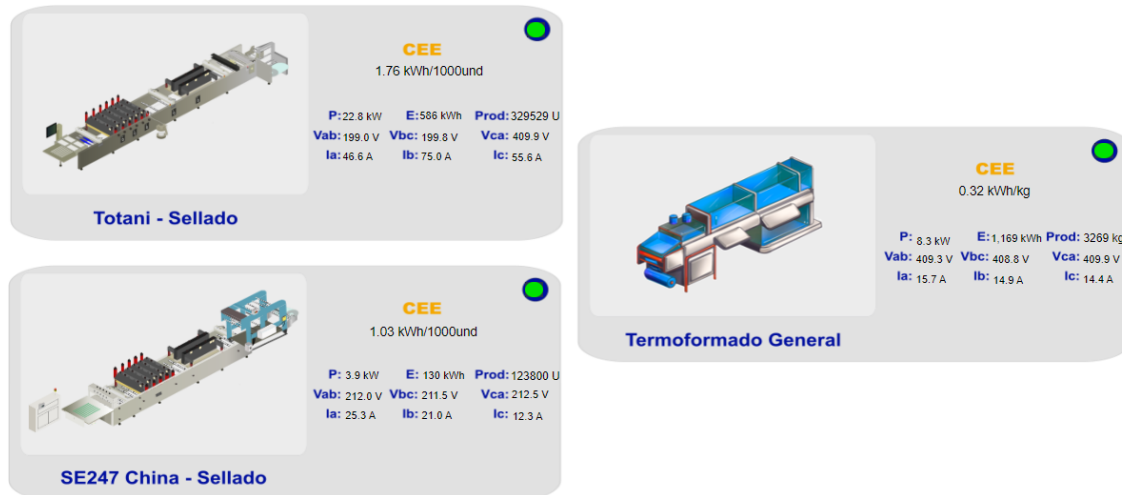 CEE
1.76 kWh/1000und
P: 22.8 kW E: 586 kWh Prod: 329529 U
Vab: 199.0 V Vbc: 199.8 V Vca: 409.9 V
Ia: 46.6 A Ib: 75.0 A Ic: 55.6 A
Totani - Sellado
CEE
1.03 kWh/1000und
P: 3.9 kW E: 130 kWh Prod: 123800 U
Vab: 212.0 V Vbc: 211.5 V Vca: 212.5 V
Ia: 25.3 A Ib: 21.0 A Ic: 12.3 A
SE247 China - Sellado
CEE
0.32 kWh/kg
P: 8.3 kW E: 1,169 kWh Prod: 3269 kg
Vab: 409.3 V Vbc: 408.8 V Vca: 409.9 V
Ia: 15.7 A Ib: 14.9 A Ic: 14.4 A
Termoformado General